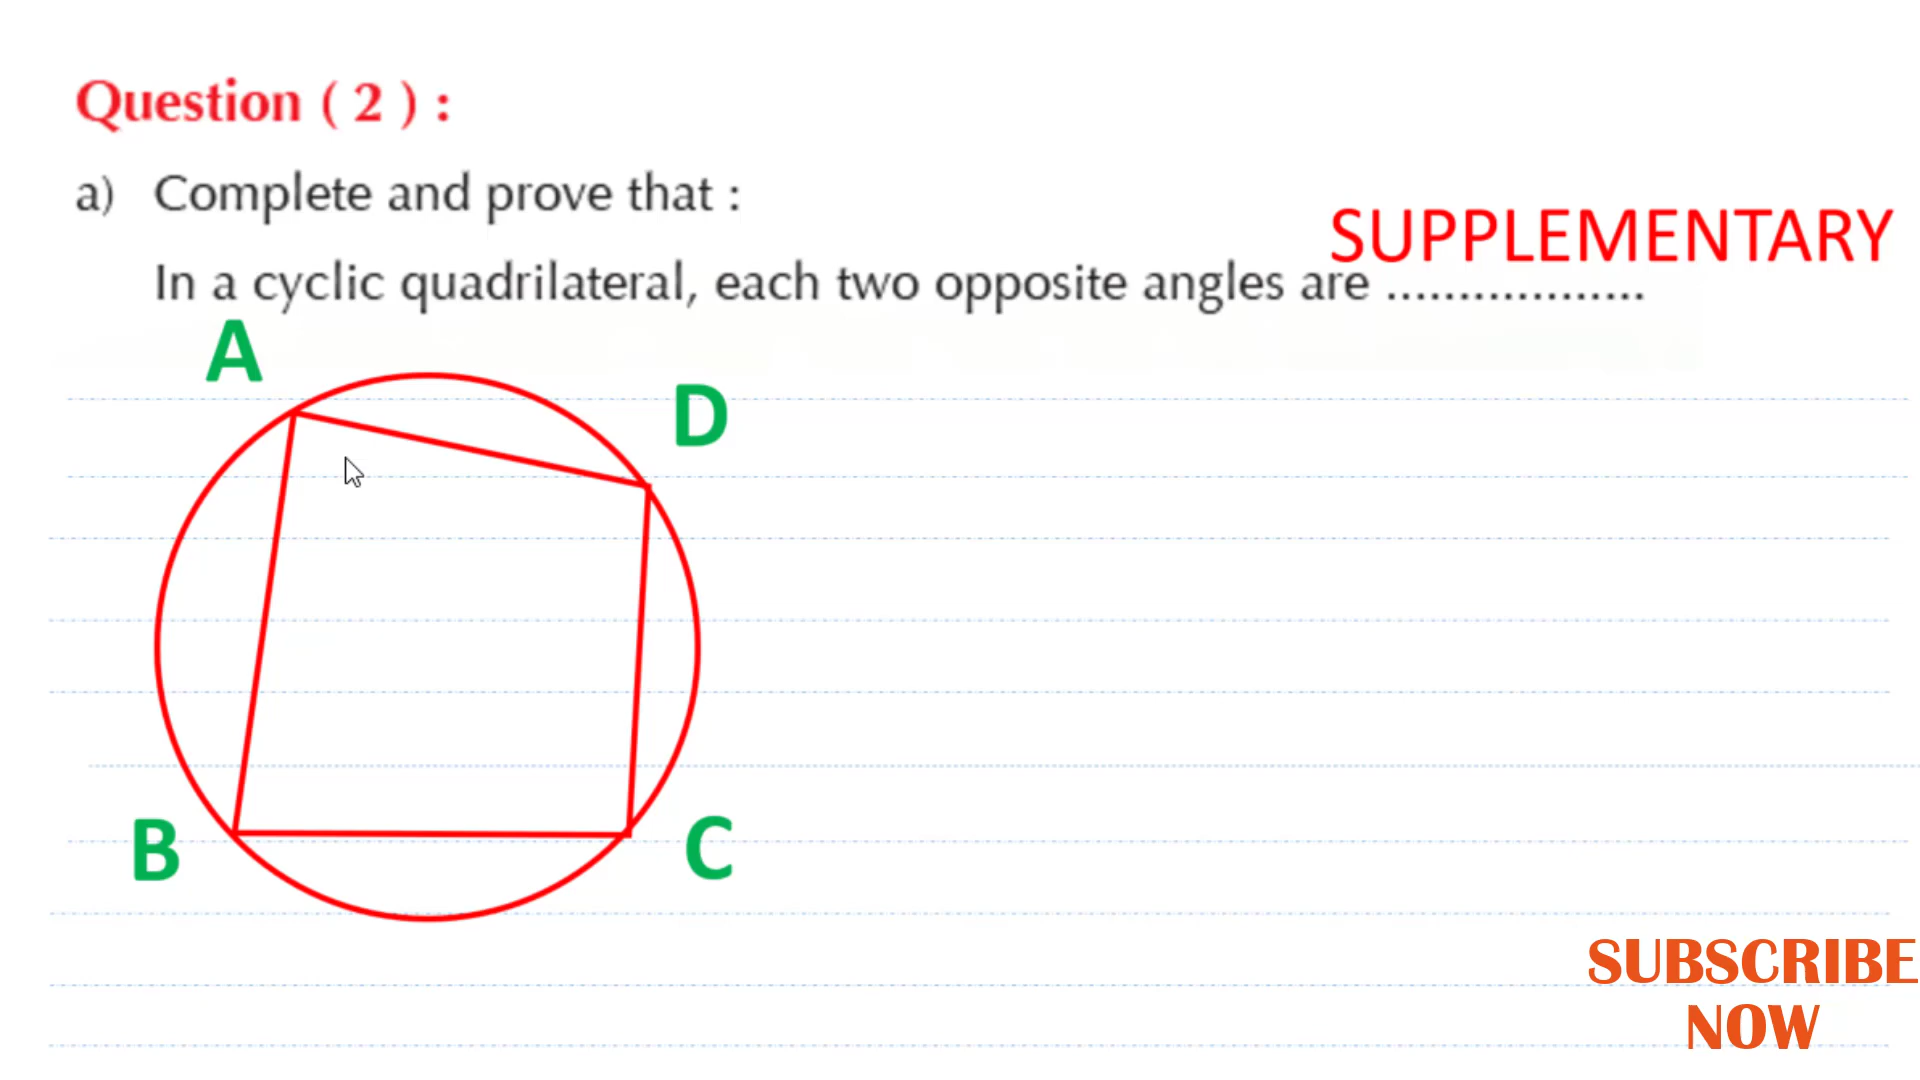 Question ( 2 ) :
a) Complete and prove that :
SUPPLEMENTARY
In a cyclic quadrilateral, each two opposite angles are ..................
A
D
B
C
SUBSCRIBE
NOW